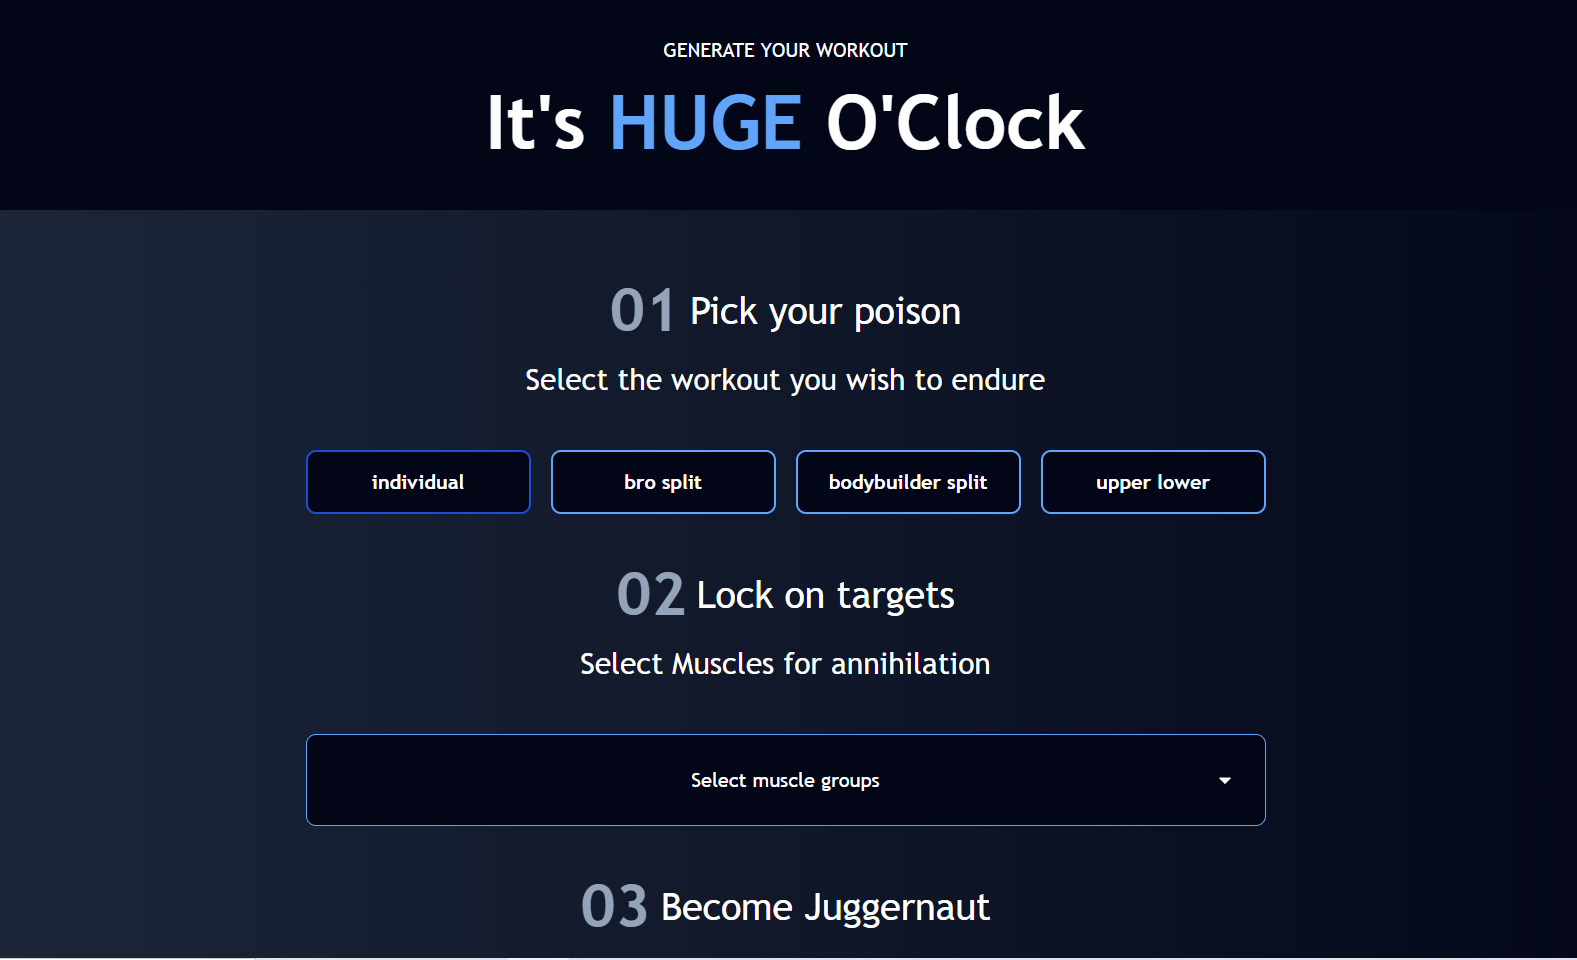 GENERATE YOUR WORKOUT
It's HUGE O'Clock
01 Pick your poison
Select the workout you wish to endure
individual
bro split
bodybuilder split
upper lower
02 Lock on targets
Select Muscles for annihilation
Select muscle groups
03 Become Juggernaut